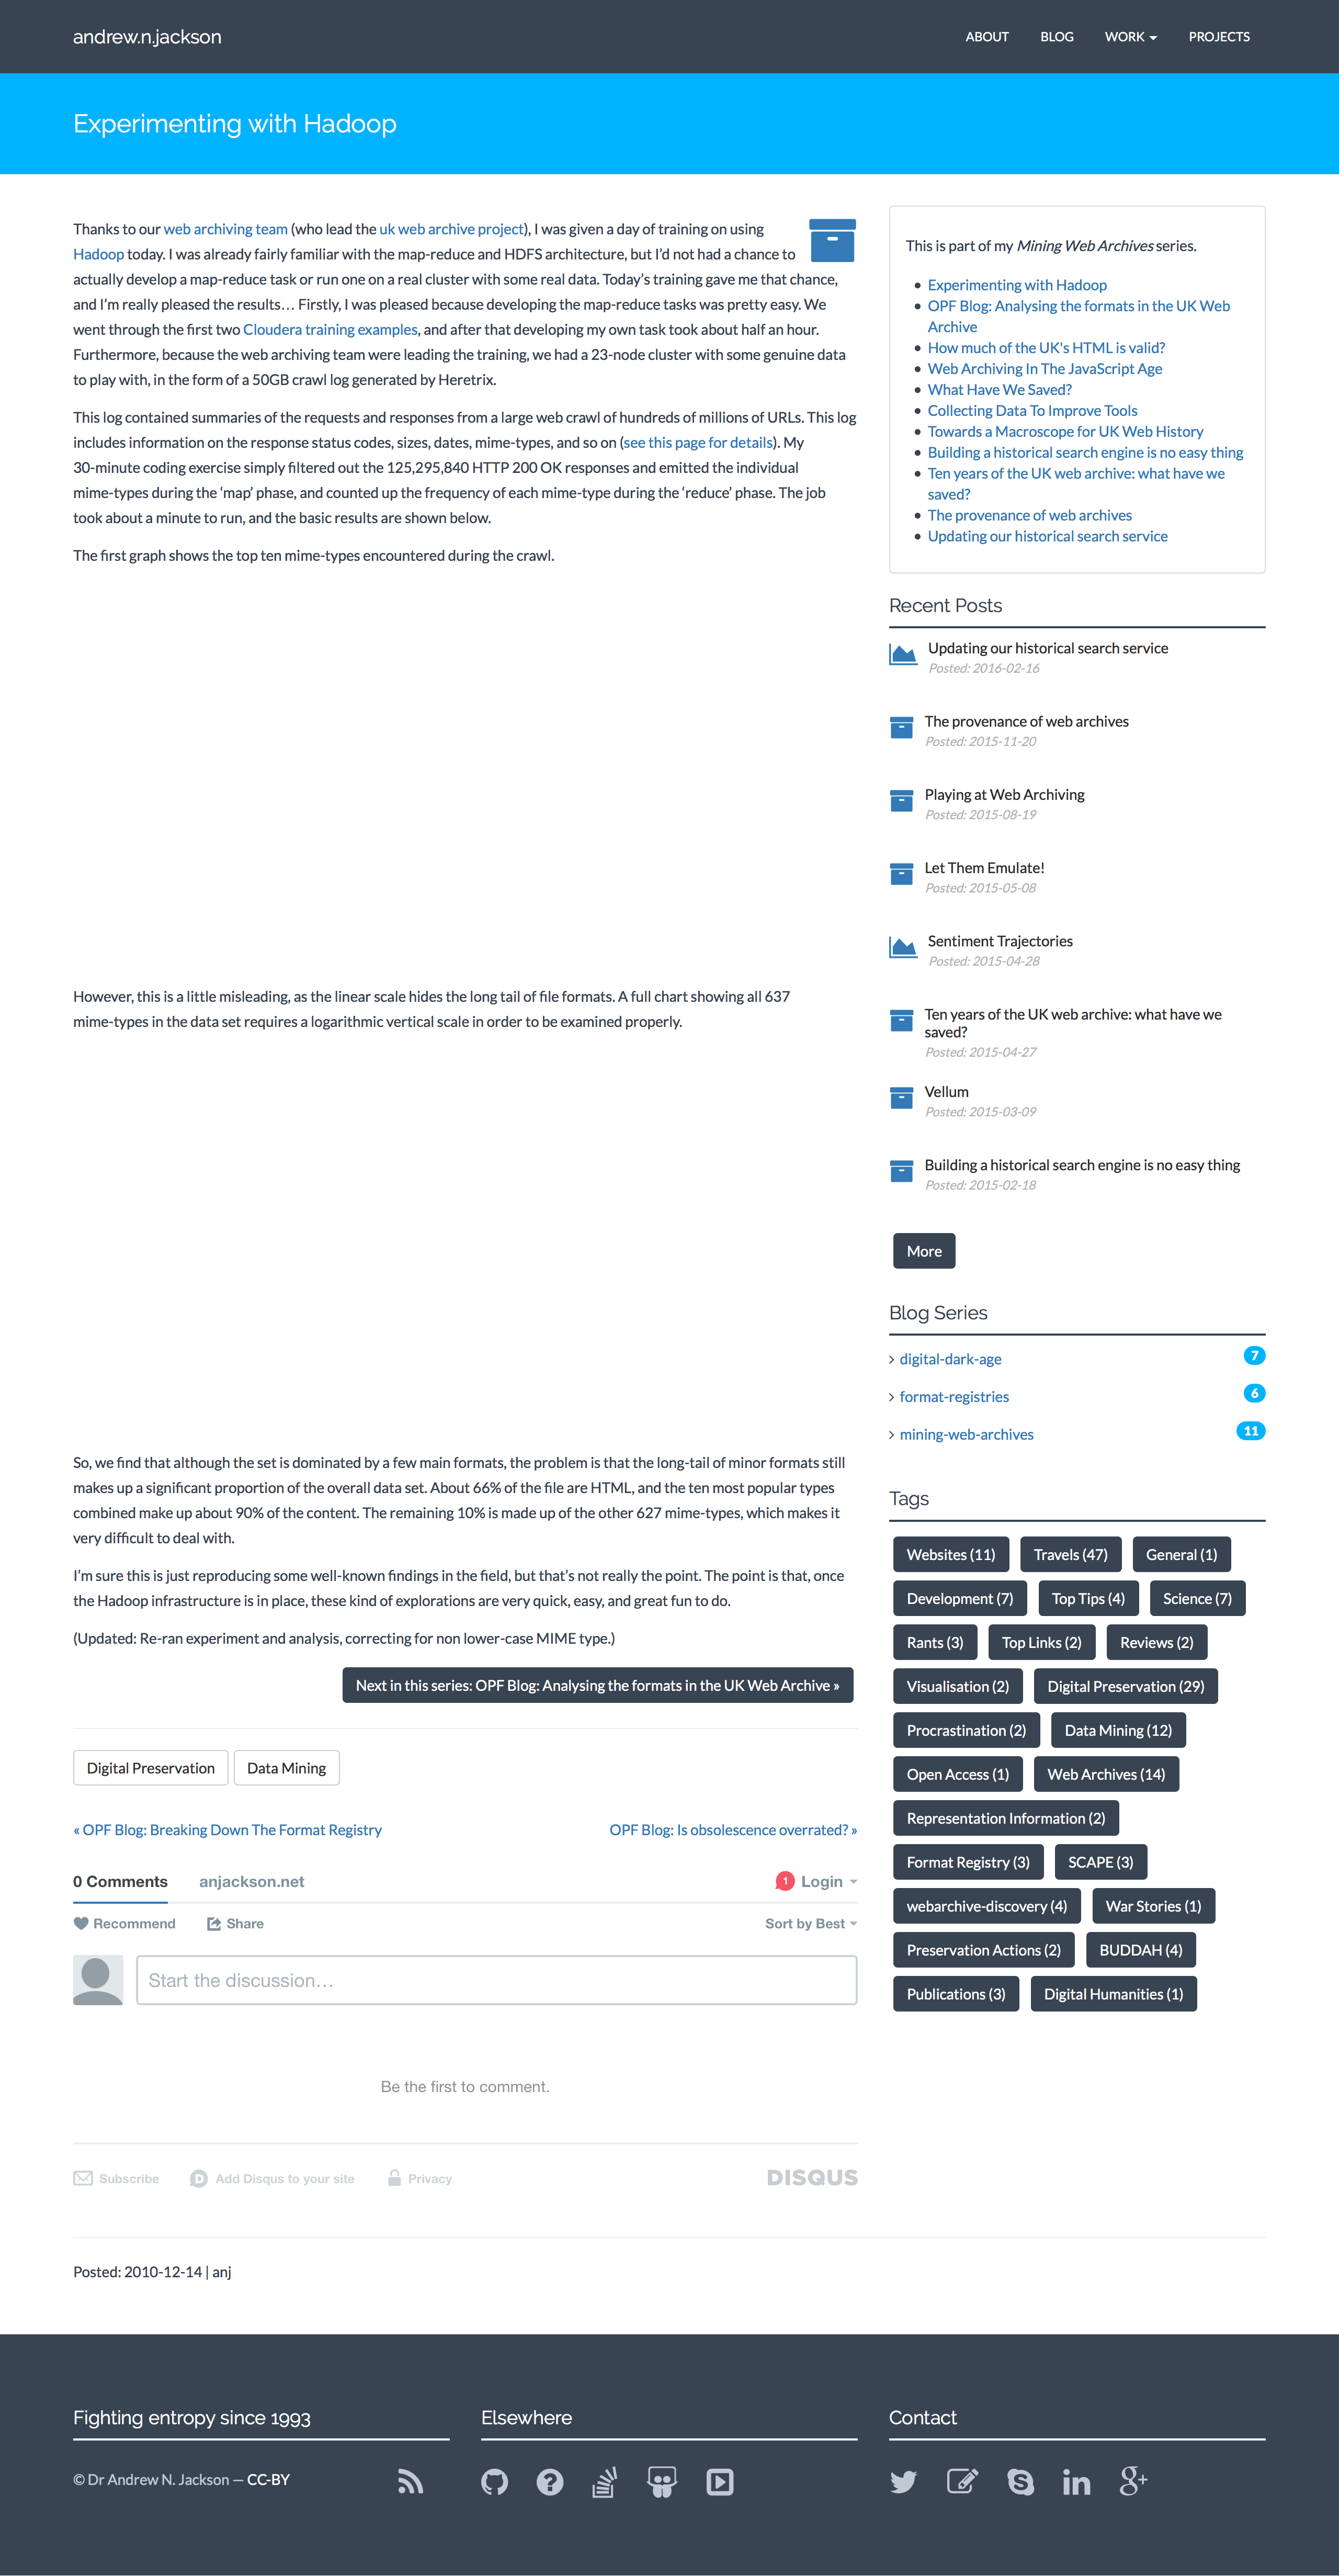 andrew.n.jackson
ABOUT
BLOG
WORK
PROJECTS
Experimenting with Hadoop
Thanks to our web archiving team (who lead the uk web archive project), I was given a day of training on using
Hadoop today. I was already fairly familiar with the map-reduce and HDFS architecture, but I’d not had a chance to
actually develop a map-reduce task or run one on a real cluster with some real data. Today’s training gave me that chance,
and I’m really pleased the results… Firstly, I was pleased because developing the map-reduce tasks was pretty easy. We
went through the first two Cloudera training examples, and after that developing my own task took about half an hour.
Furthermore, because the web archiving team were leading the training, we had a 23-node cluster with some genuine data
to play with, in the form of a 50GB crawl log generated by Heretrix.
This log contained summaries of the requests and responses from a large web crawl of hundreds of millions of URLs. This log
includes information on the response status codes, sizes, dates, mime-types, and so on (see this page for details). My
30-minute coding exercise simply filtered out the 125,295,840 HTTP 200 OK responses and emitted the individual
mime-types during the ‘map’ phase, and counted up the frequency of each mime-type during the ‘reduce’ phase. The job
took about a minute to run, and the basic results are shown below.
The first graph shows the top ten mime-types encountered during the crawl.
However, this is a little misleading, as the linear scale hides the long tail of file formats. A full chart showing all 637
mime-types in the data set requires a logarithmic vertical scale in order to be examined properly.
So, we find that although the set is dominated by a few main formats, the problem is that the long-tail of minor formats still
makes up a significant proportion of the overall data set. About 66% of the file are HTML, and the ten most popular types
combined make up about 90% of the content. The remaining 10% is made up of the other 627 mime-types, which makes it
very difficult to deal with.
I’m sure this is just reproducing some well-known findings in the field, but that’s not really the point. The point is that, once
the Hadoop infrastructure is in place, these kind of explorations are very quick, easy, and great fun to do.
(Updated: Re-ran experiment and analysis, correcting for non lower-case MIME type.)
Next in this series: OPF Blog: Analysing the formats in the UK Web Archive »
Digital Preservation
Data Mining
« OPF Blog: Breaking Down The Format Registry
OPF Blog: Is obsolescence overrated? »
0 Comments
anjackson.net
1
Login
Recommend
Share
Sort by Best
Start the discussion…
Be the first to comment.
Subscribe
D
Add Disqus to your site
Privacy
DISQUS
This is part of my Mining Web Archives series.
Experimenting with Hadoop
OPF Blog: Analysing the formats in the UK Web
Archive
How much of the UK's HTML is valid?
Web Archiving In The JavaScript Age
What Have We Saved?
Collecting Data To Improve Tools
Towards a Macroscope for UK Web History
Building a historical search engine is no easy thing
Ten years of the UK web archive: what have we
saved?
The provenance of web archives
Updating our historical search service
Recent Posts
Updating our historical search service
Posted: 2016-02-16
The provenance of web archives
Posted: 2015-11-20
Playing at Web Archiving
Posted: 2015-08-19
Let Them Emulate!
Posted: 2015-05-08
Sentiment Trajectories
Posted: 2015-04-28
Ten years of the UK web archive: what have we
saved?
Posted: 2015-04-27
Vellum
Posted: 2015-03-09
Building a historical search engine is no easy thing
Posted: 2015-02-18
More
Blog Series
digital-dark-age
7
format-registries
6
mining-web-archives
11
Tags
Websites (11)
Travels (47)
General (1)
Development (7)
Top Tips (4)
Science (7)
Rants (3)
Top Links (2)
Reviews (2)
Visualisation (2)
Digital Preservation (29)
Procrastination (2)
Data Mining (12)
Open Access (1)
Web Archives (14)
Representation Information (2)
Format Registry (3)
SCAPE (3)
webarchive-discovery (4)
War Stories (1)
Preservation Actions (2)
BUDDAH (4)
Publications (3)
Digital Humanities (1)
Posted: 2010-12-14 | anj
Fighting entropy since 1993
© Dr Andrew N. Jackson — CC-BY
Elsewhere
Contact